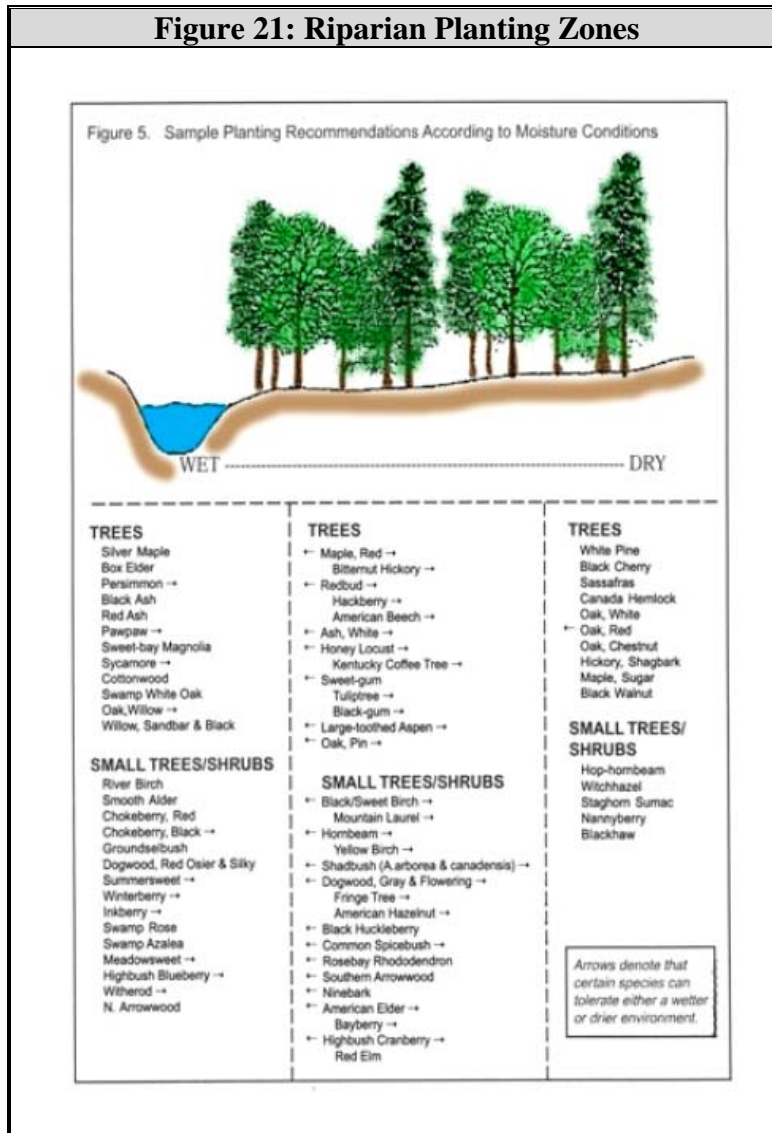 Figure 21: Riparian Planting Zones
Figure 5. Sample Planting Recommendations According to Moisture Conditions
WET ---------- DRY
TREES
Silver Maple
Box Elder
Persimmon →
Black Ash
Red Ash
Pawpaw →
Sweet-bay Magnolia
Sycamore →
Cottonwood
Swamp White Oak
Oak,Willow →
Willow, Sandbar & Black
SMALL TREES/SHRUBS
River Birch
Smooth Alder
Chokeberry, Red
Chokeberry, Black →
Groundselbush
Dogwood, Red Osier & Silky
Summersweet →
Winterberry →
Inkberry →
Swamp Rose
Swamp Azalea
Meadowsweet →
Highbush Blueberry →
Witherod →
N. Arrowwood
TREES
← Maple, Red →
Bitternut Hickory →
← Redbud →
Hackberry →
American Beech →
← Ash, White →
← Honey Locust →
Kentucky Coffee Tree →
← Sweet-gum
Tuliptree →
Black-gum →
← Large-toothed Aspen →
← Oak, Pin →
SMALL TREES/SHRUBS
← Black/Sweet Birch →
Mountain Laurel →
← Hornbeam →
Yellow Birch →
← Shadbush (A.arborea & canadensis) →
← Dogwood, Gray & Flowering →
Fringe Tree →
American Hazelnut →
← Black Huckleberry
← Common Spicebush →
← Rosebay Rhododendron
← Southern Arrowwood
← Ninebark
← American Elder →
Bayberry →
← Highbush Cranberry →
Red Elm
TREES
White Pine
Black Cherry
Sassafras
Canada Hemlock
Oak, White
← Oak, Red
Oak, Chestnut
Hickory, Shagbark
Maple, Sugar
Black Walnut
SMALL TREES/
SHRUBS
Hop-hornbeam
Witchhazel
Staghorn Sumac
Nannyberry
Blackhaw
Arrows denote that
certain species can
tolerate either a wetter
or drier environment.